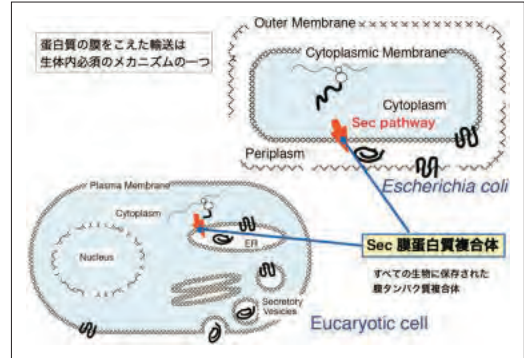 蛋白質の膜をこえた輸送は
生体内必須のメカニズムの一つ
Outer Membrane
Cytoplasmic Membrane
Cytoplasm
Sec pathway
Periplasm
Escherichia coli
Plasma Membrane
Cytoplasm
ER
Nucleus
Sec 膜蛋白質複合体
すべての生物に保存された
膜タンパク質複合体
Secretory
Vesicles
Eucaryotic cell